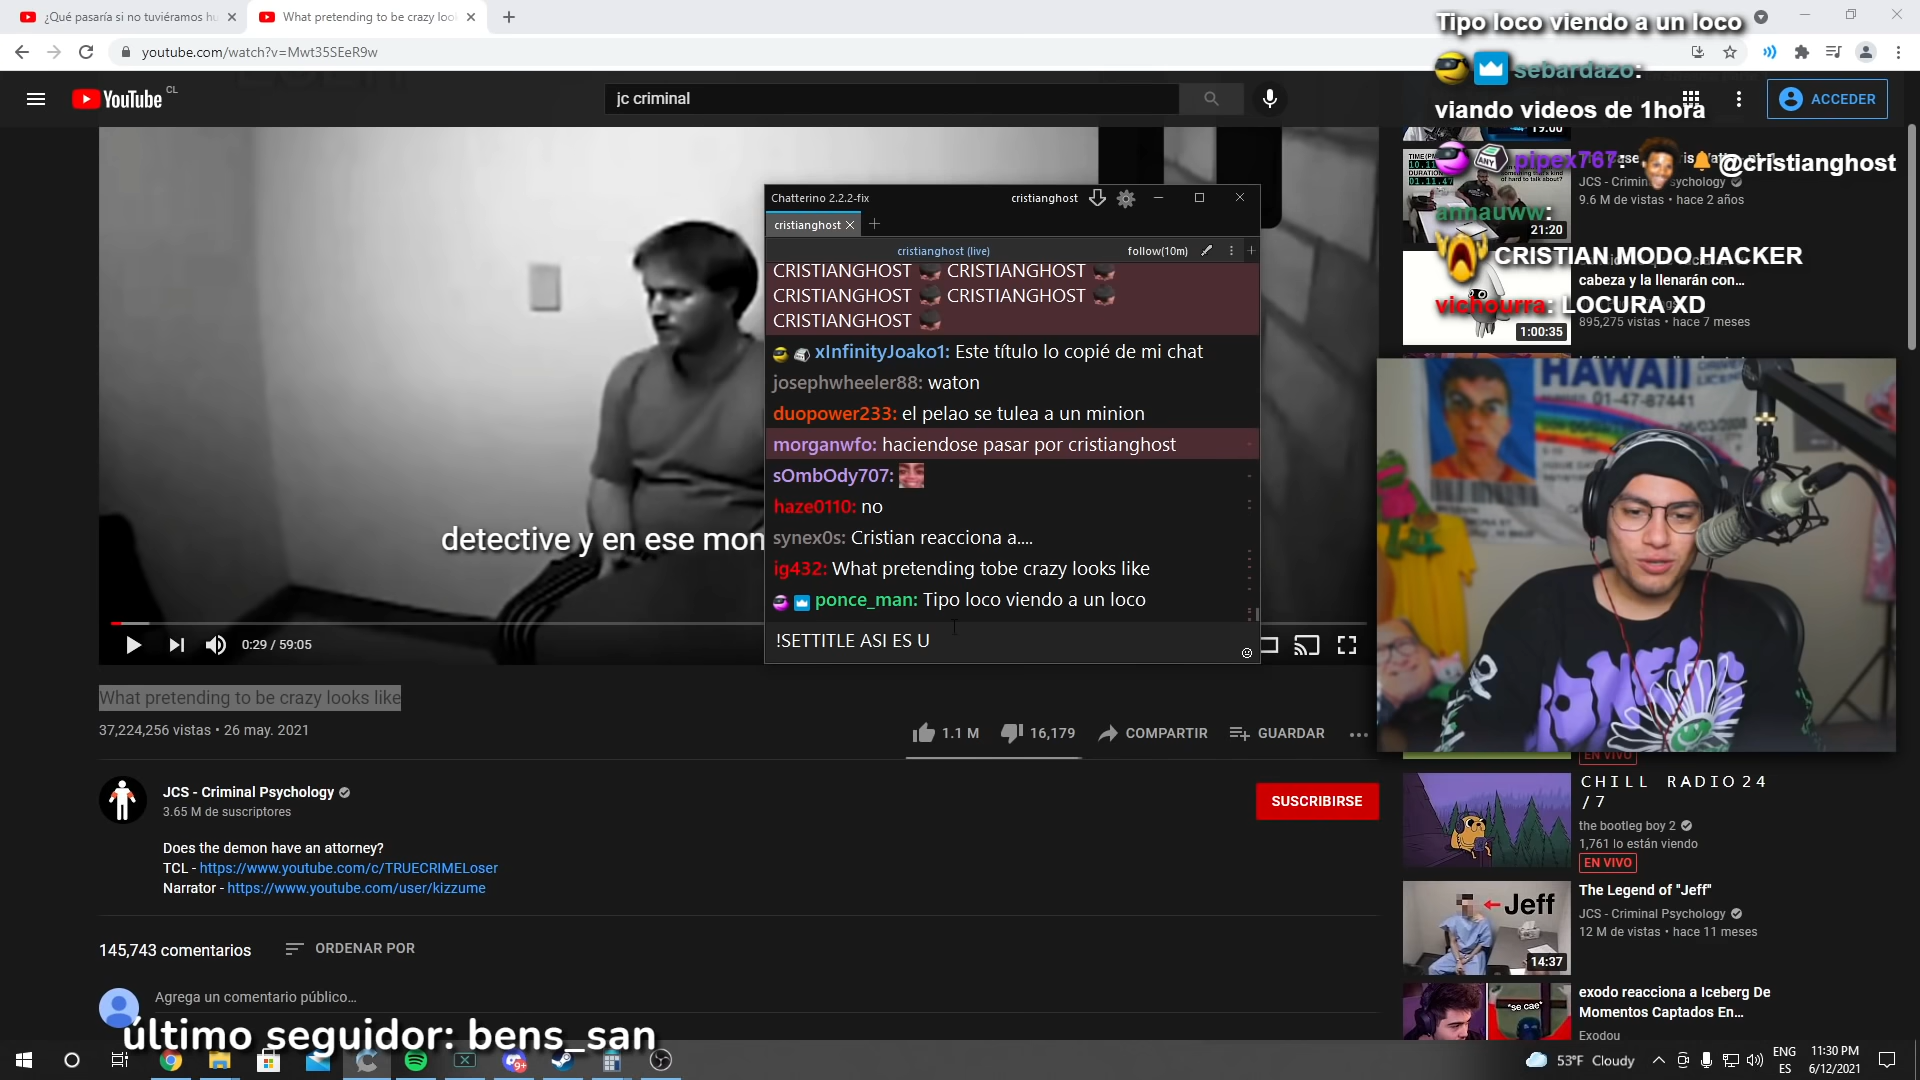 ¿Qué pasaría si no tuviéramos hu
What pretending to be crazy loo
youtube.com/watch?v=Mwt35SEeR9w
YouTube CL
jc criminal
ACCEDER
Tipo loco viendo a un loco
sebardazo:
viando videos de 1hora
pipex767: @cristianghost
annauww:
CRISTIAN MODO HACKER
vichourra: LOCURA XD
19:00
JCS - Criminal Psychology
9.6 M de vistas • hace 2 años
21:20
cabeza y la llenarán con...
895,275 vistas • hace 7 meses
1:00:35
Chatterino 2.2.2-fix
cristianghost
cristianghost
cristianghost (live)
follow(10m)
CRISTIANGHOST CRISTIANGHOST
CRISTIANGHOST CRISTIANGHOST
CRISTIANGHOST
xInfinityJoako1: Este título lo copié de mi chat
josephwheeler88: waton
duopower233: el pelao se tulea a un minion
morganwfo: haciendose pasar por cristianghost
sOmbOdy707:
haze0110: no
synex0s: Cristian reacciona a....
ig432: What pretending tobe crazy looks like
ponce_man: Tipo loco viendo a un loco
!SETTITLE ASI ES U
detective y en ese mon
0:29 / 59:05
HAWAII
01-47-87441
What pretending to be crazy looks like
37,224,256 vistas • 26 may. 2021
1.1 M
16,179
COMPARTIR
GUARDAR
JCS - Criminal Psychology
3.65 M de suscriptores
SUSCRIBIRSE
Does the demon have an attorney?
TCL - https://www.youtube.com/c/TRUECRIMELoser
Narrator - https://www.youtube.com/user/kizzume
145,743 comentarios
ORDENAR POR
Agrega un comentario público...
último seguidor: bens_san
EN VIVO
CHILL RADIO 24
/7
the bootleg boy 2
1,761 lo están viendo
EN VIVO
Jeff
14:37
The Legend of "Jeff"
JCS - Criminal Psychology
12 M de vistas • hace 11 meses
*se cae*
exodo reacciona a Iceberg De
Momentos Captados En...
Exodou
53°F Cloudy
ENG
ES
11:30 PM
6/12/2021